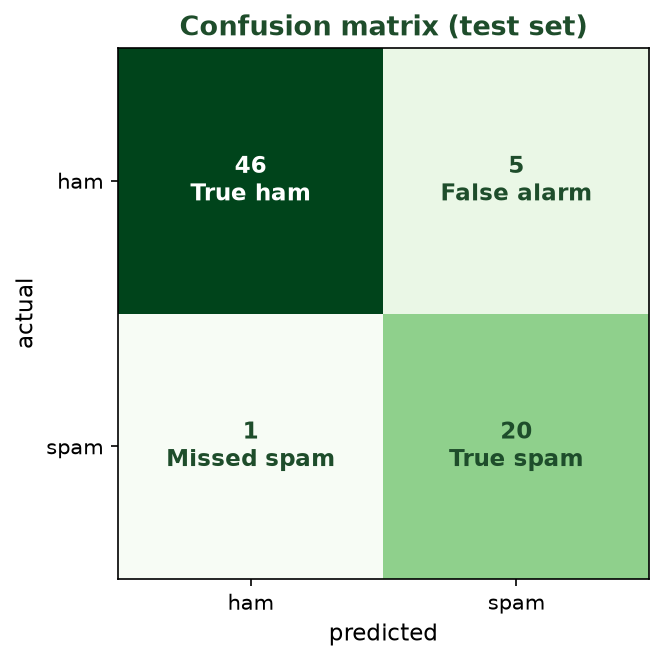 Confusion matrix (test set)
46
True ham
5
False alarm
ham
actual
1
Missed spam
20
True spam
spam
ham
spam
predicted